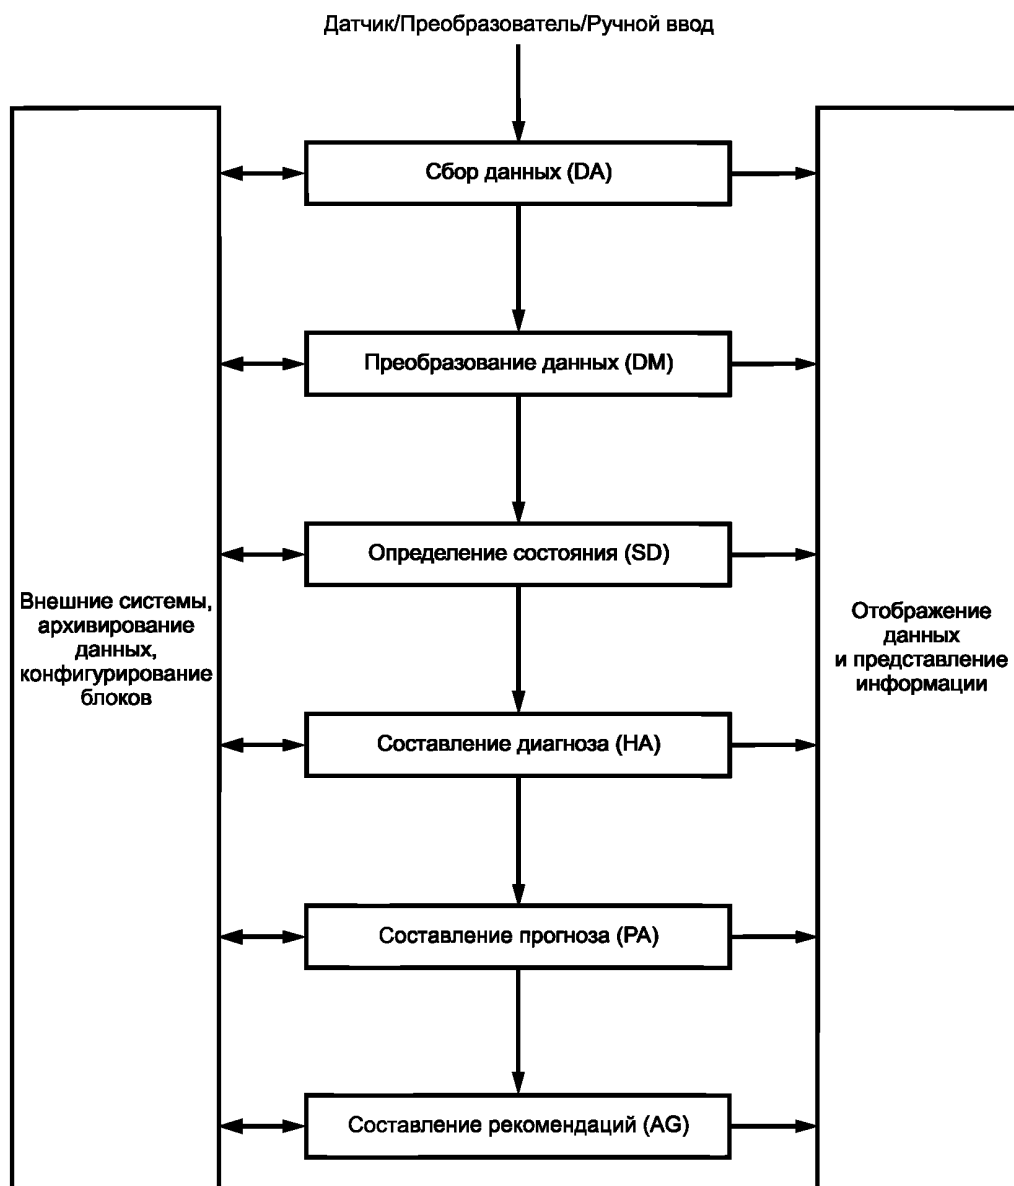 Датчик/Преобразователь/Ручной ввод
Сбор данных (DA)
Преобразование данных (DM)
Определение состояния (SD)
Внешние системы,
архивирование
данных,
конфигурирование
блоков
Отображение
данных
и представление
информации
Составление диагноза (HA)
Составление прогноза (PA)
Составление рекомендаций (AG)